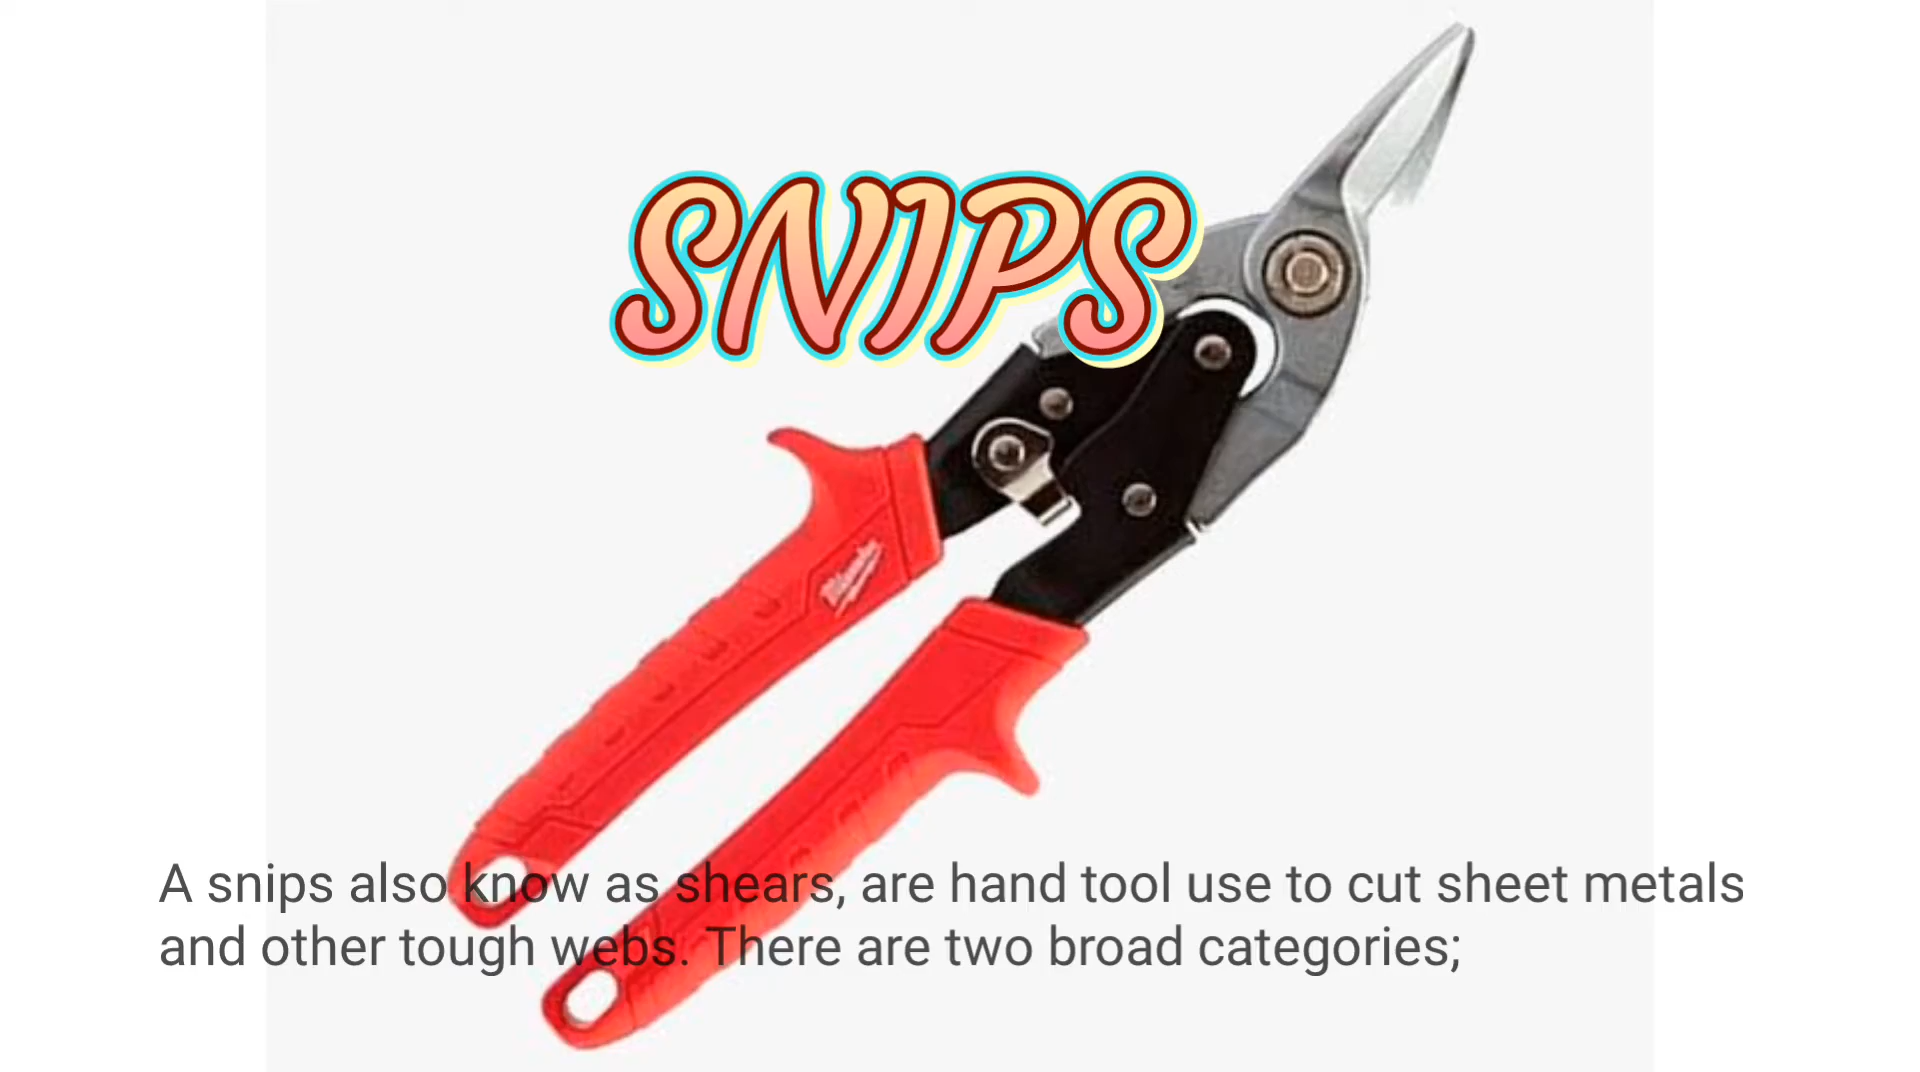 SNIPS
Milwaukee
A snips also know as shears, are hand tool use to cut sheet metals
and other tough webs. There are two broad categories;